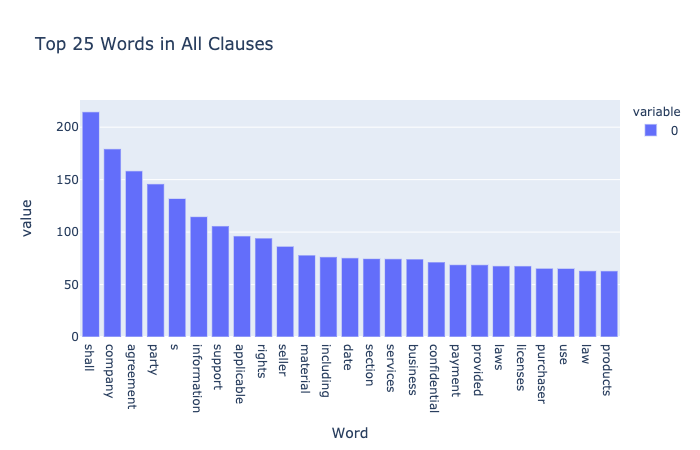 Top 25 Words in All Clauses
variable
0
value
200
150
100
50
0
shall
company
agreement
party
s
information
support
applicable
rights
seller
material
including
date
section
services
business
confidential
payment
provided
laws
licenses
purchaser
use
law
products
Word